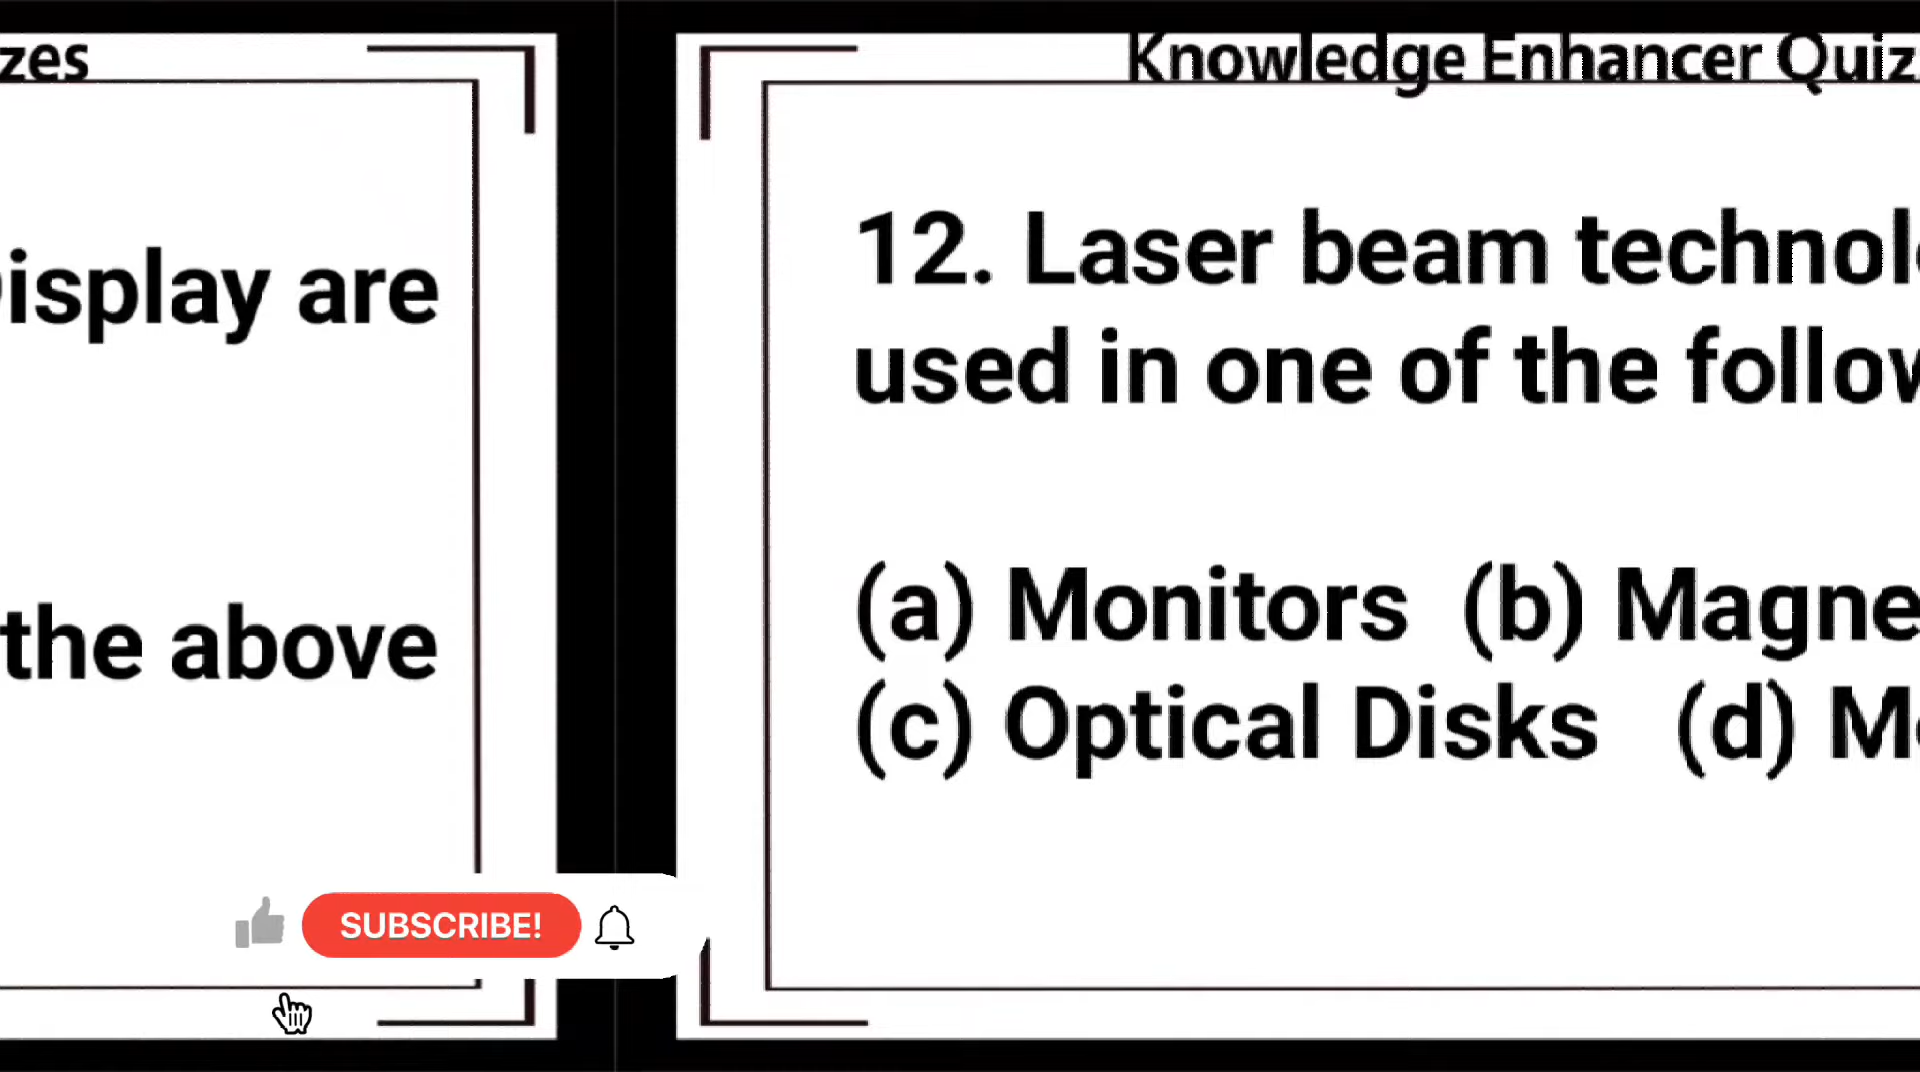 zes
isplay are
the above
SUBSCRIBE!
Knowledge Enhancer Quiz
12. Laser beam technol
used in one of the follow
(a) Monitors (b) Magne
(c) Optical Disks (d) M